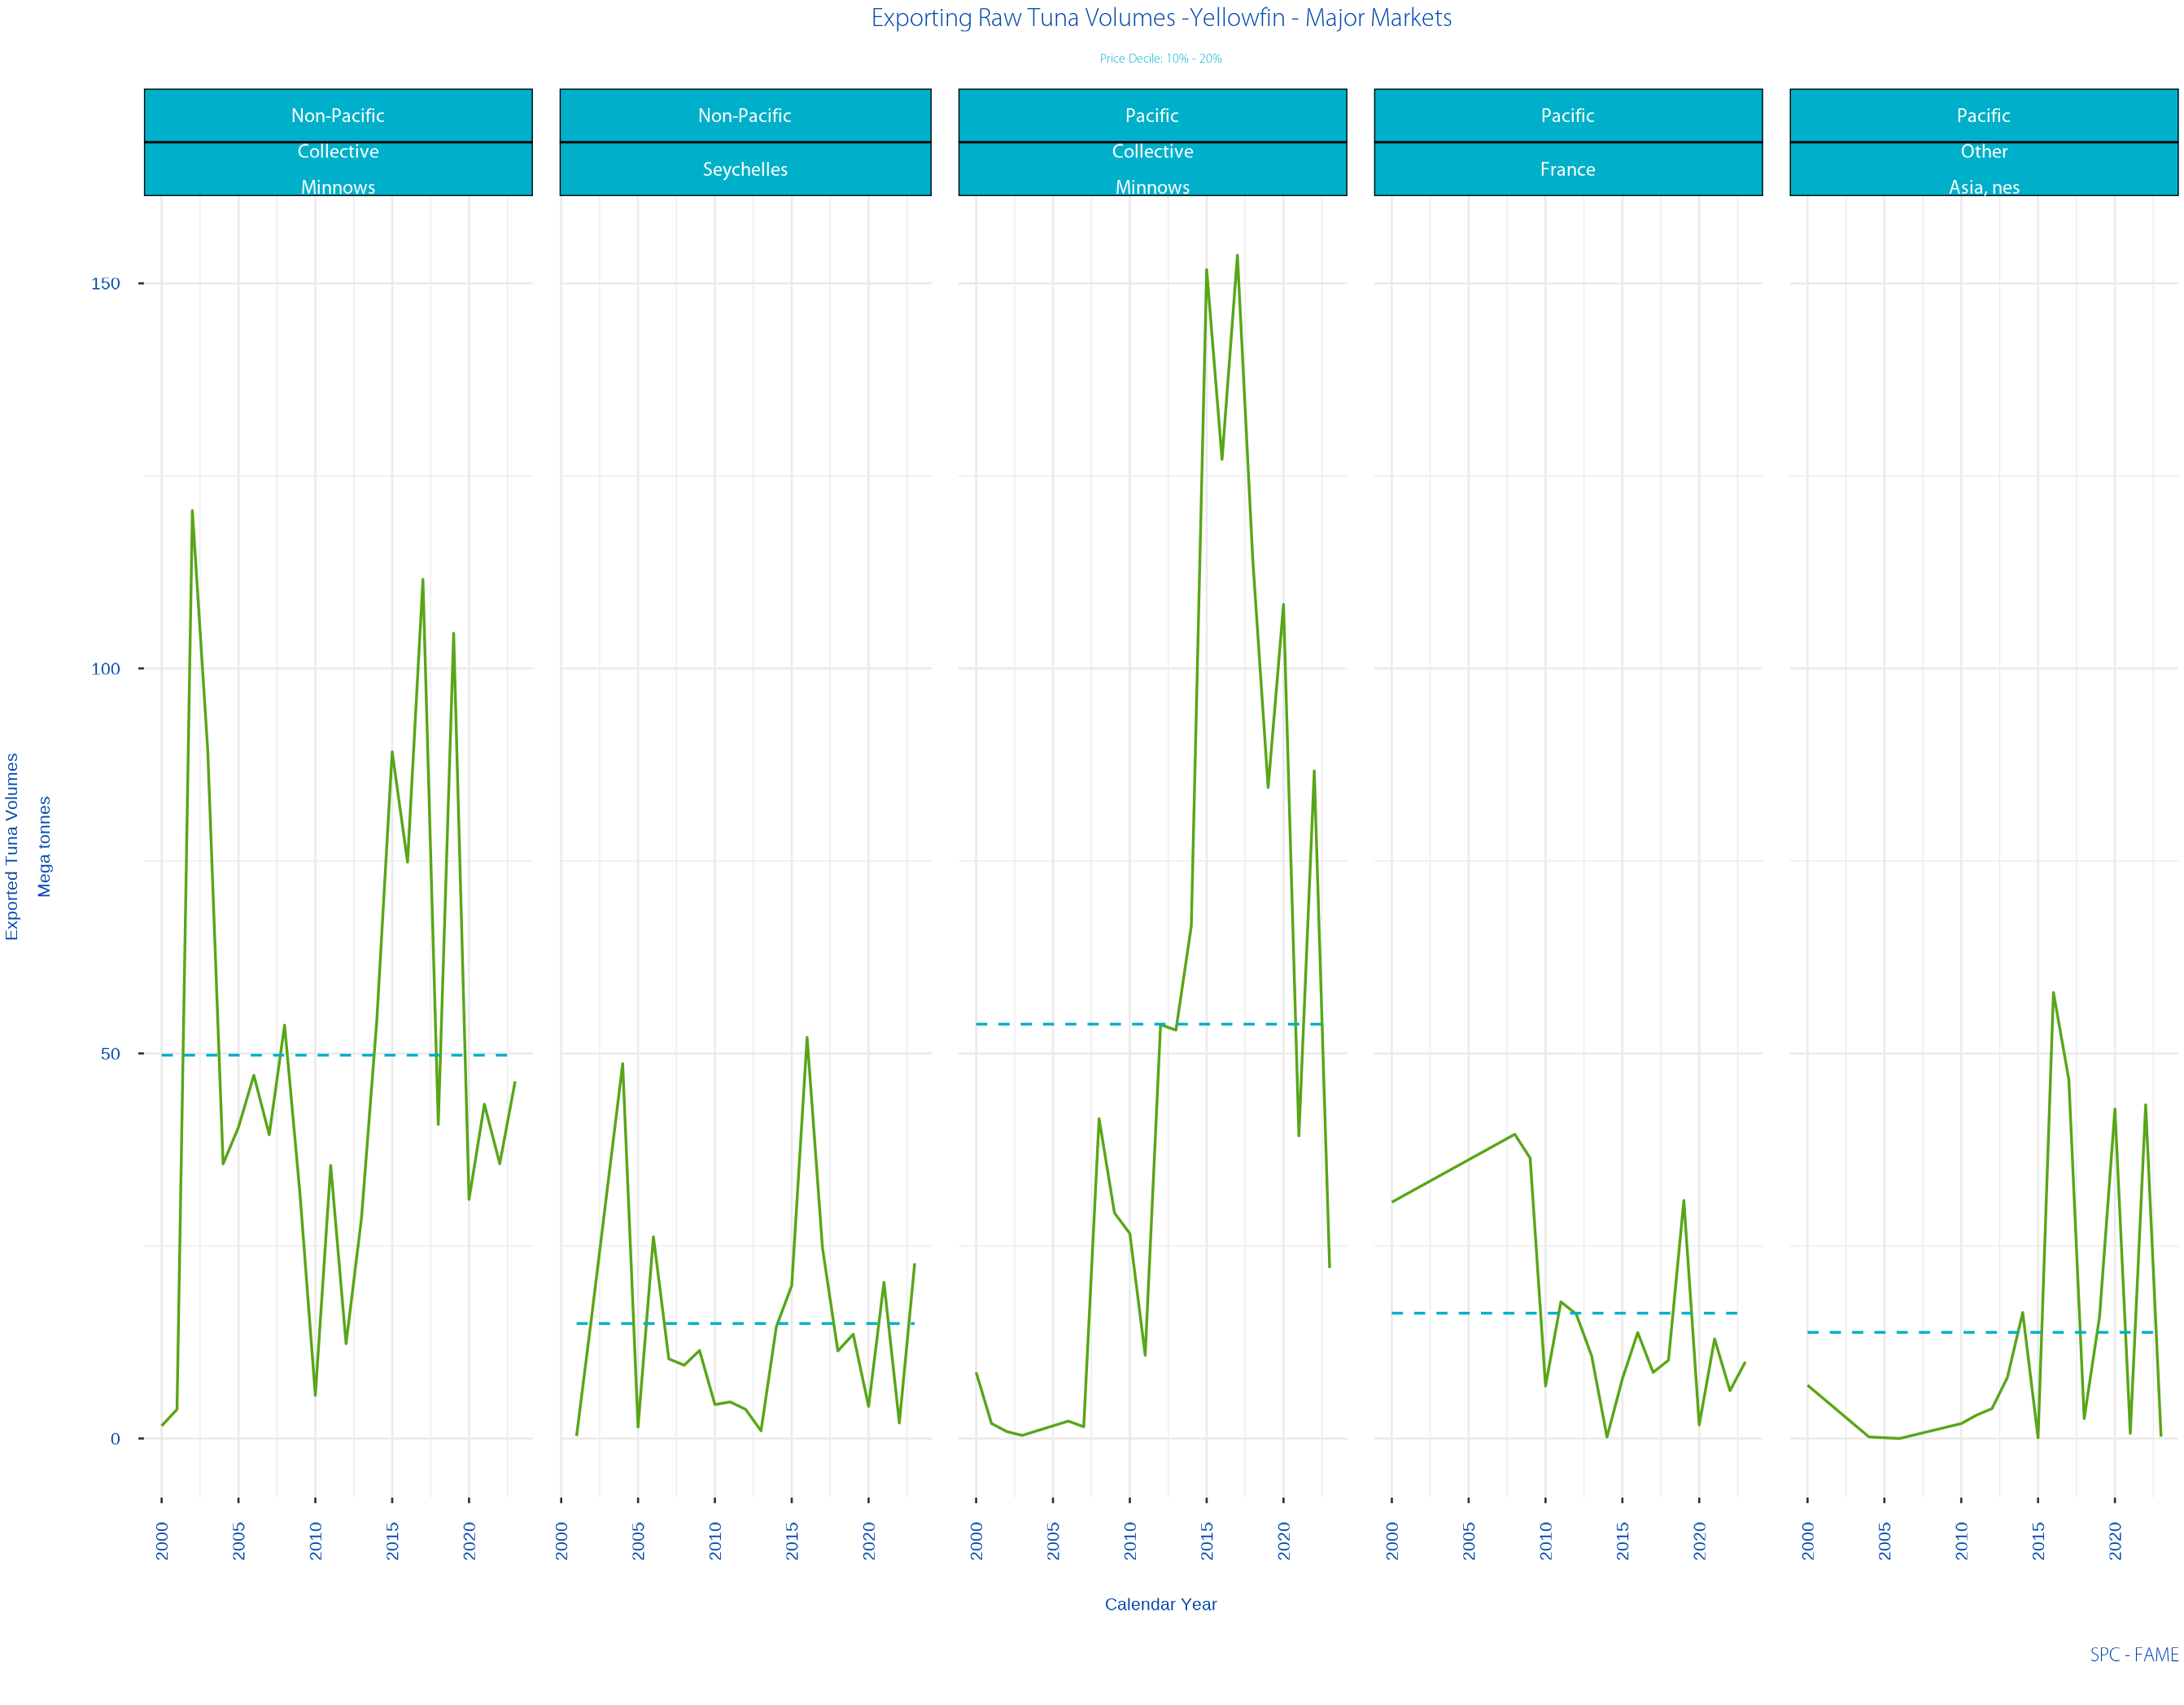 Exporting Raw Tuna Volumes -Yellowfin - Major Markets
Price Decile: 10% - 20%
Non-Pacific
Collective
Minnows
Non-Pacific
Seychelles
Pacific
Collective
Minnows
Pacific
France
Pacific
Other
Asia, nes
Exported Tuna Volumes
Mega tonnes
150
100
50
0
2000 2005 2010 2015 2020
2000 2005 2010 2015 2020
2000 2005 2010 2015 2020
2000 2005 2010 2015 2020
2000 2005 2010 2015 2020
Calendar Year
SPC - FAME